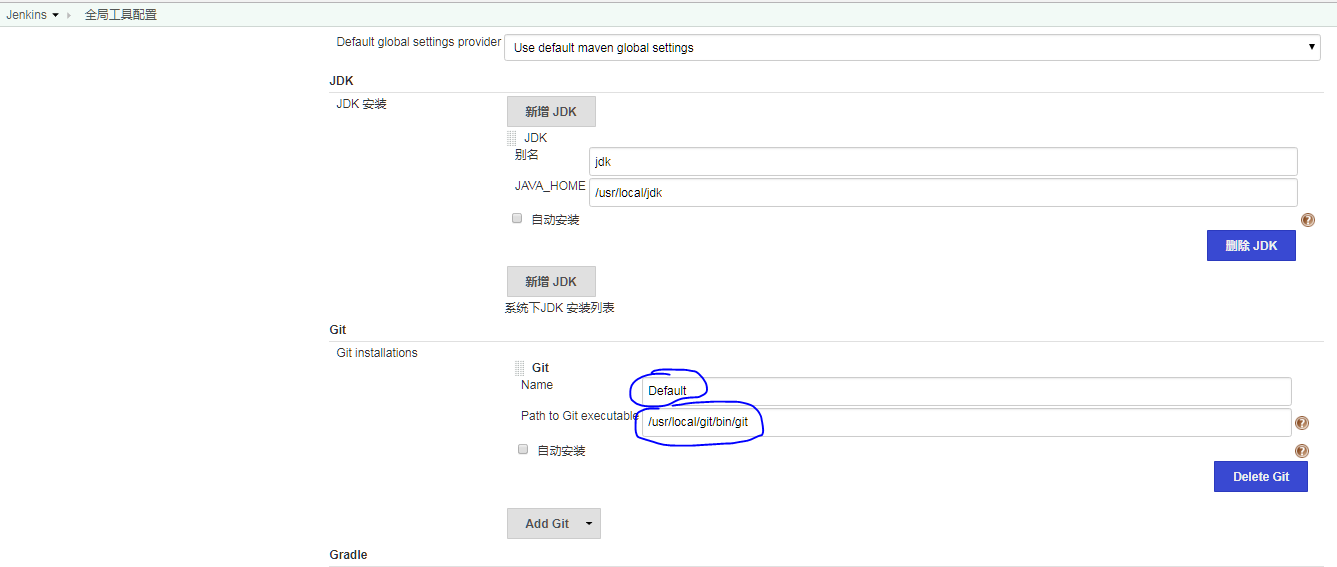 Jenkins 全局工具配置
Default global settings provider Use default maven global settings
JDK
JDK 安装 新增 JDK
JDK
别名 jdk
JAVA_HOME /usr/local/jdk
自动安装
删除 JDK
新增 JDK
系统下JDK 安装列表
Git
Git installations
Git
Name Default
Path to Git executable /usr/local/git/bin/git
自动安装
Delete Git
Add Git
Gradle